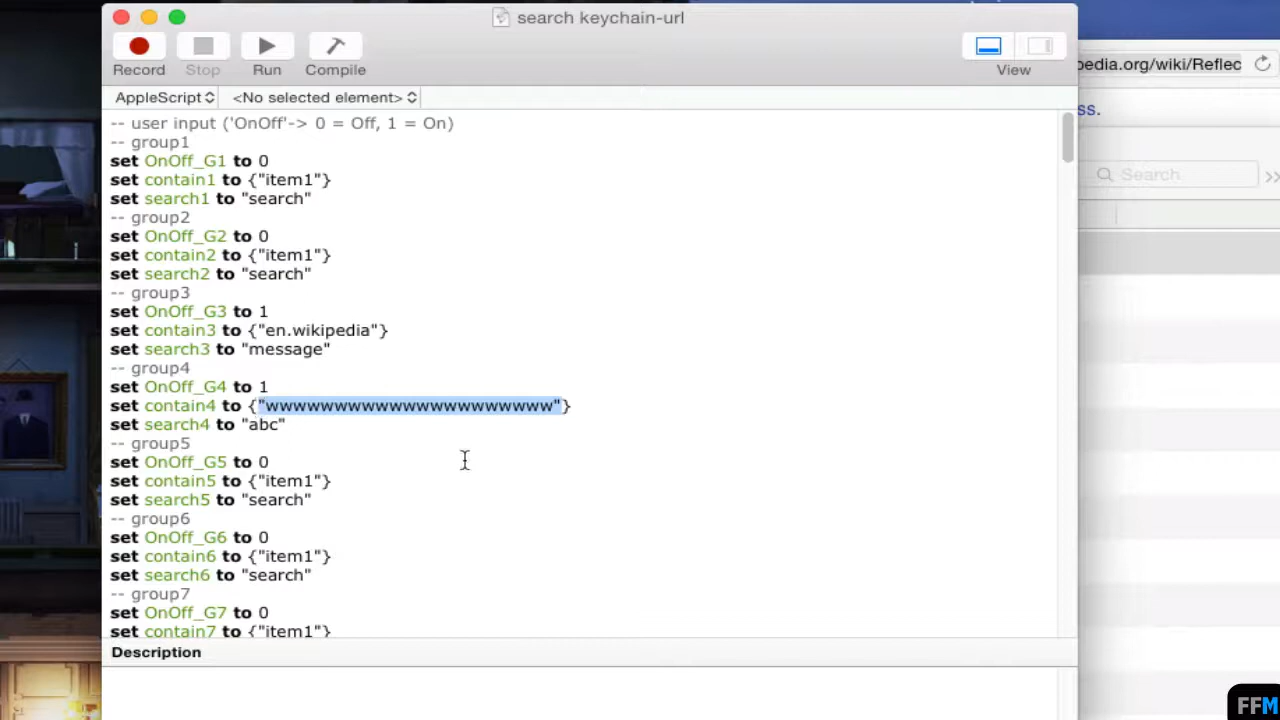 search keychain-url
Record Stop Run Compile View
pedia.org/wiki/Reflec
AppleScript <No selected element>
ss.
Search
-- user input ('OnOff'-> 0 = Off, 1 = On)
-- group1
set OnOff_G1 to 0
set contain1 to {"item1"}
set search1 to "search"
-- group2
set OnOff_G2 to 0
set contain2 to {"item1"}
set search2 to "search"
-- group3
set OnOff_G3 to 1
set contain3 to {"en.wikipedia"}
set search3 to "message"
-- group4
set OnOff_G4 to 1
set contain4 to {"wwwwwwwwwwwwwwwwwwwww"}
set search4 to "abc"
-- group5
set OnOff_G5 to 0
set contain5 to {"item1"}
set search5 to "search"
-- group6
set OnOff_G6 to 0
set contain6 to {"item1"}
set search6 to "search"
-- group7
set OnOff_G7 to 0
set contain7 to {"item1"}
Description
FFM